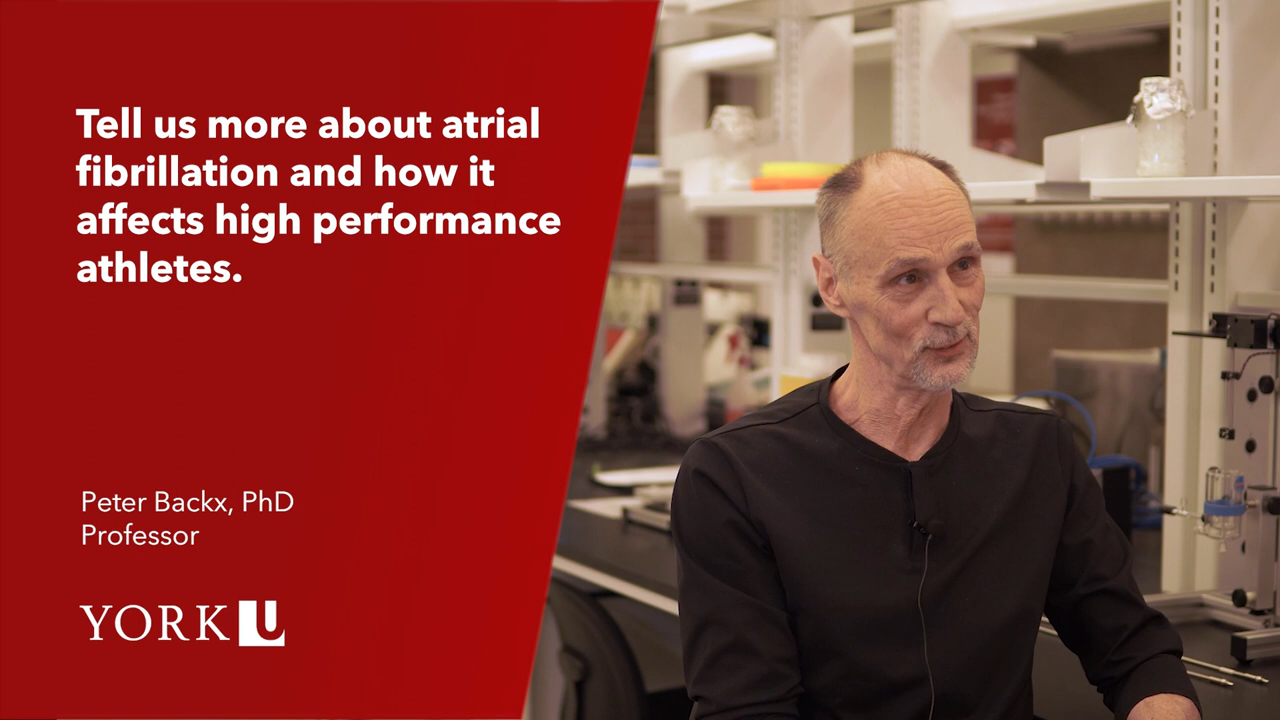 Tell us more about atrial
fibrillation and how it
affects high performance
athletes.
Peter Backx, PhD
Professor
YORK U